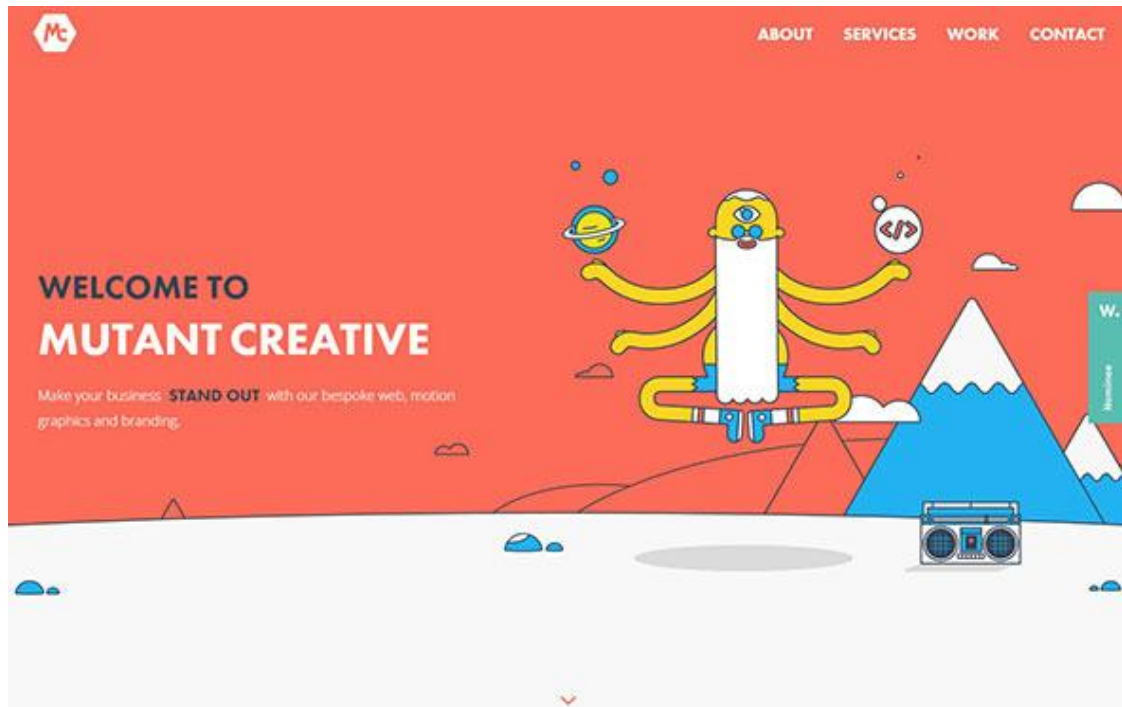 Mc
ABOUT SERVICES WORK CONTACT
WELCOME TO
MUTANT CREATIVE
Make your business STAND OUT with our bespoke web, motion
graphics and branding.
</>
W.
Nominee